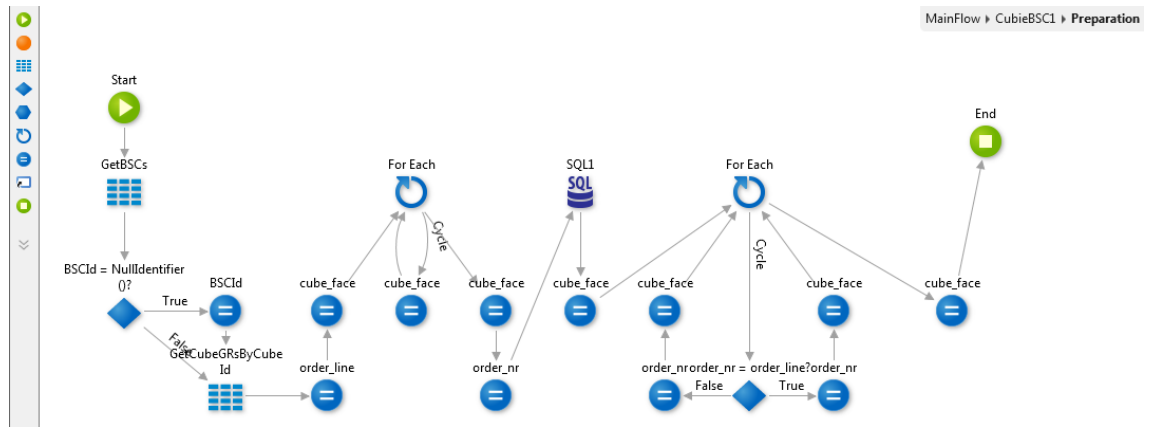 MainFlow ▸ CubieBSC1 ▸ Preparation
Start
End
GetBSCs
For Each
SQL1
For Each
SQL
Cycle
Cycle
BSCId = NullIdentifier
()?
BSCId
cube_face
cube_face
cube_face
cube_face
cube_face
cube_face
cube_face
True
False
GetCubeGRsByCube
Id
order_line
order_nr
order_nr
order_nr = order_line?
order_nr
False
True